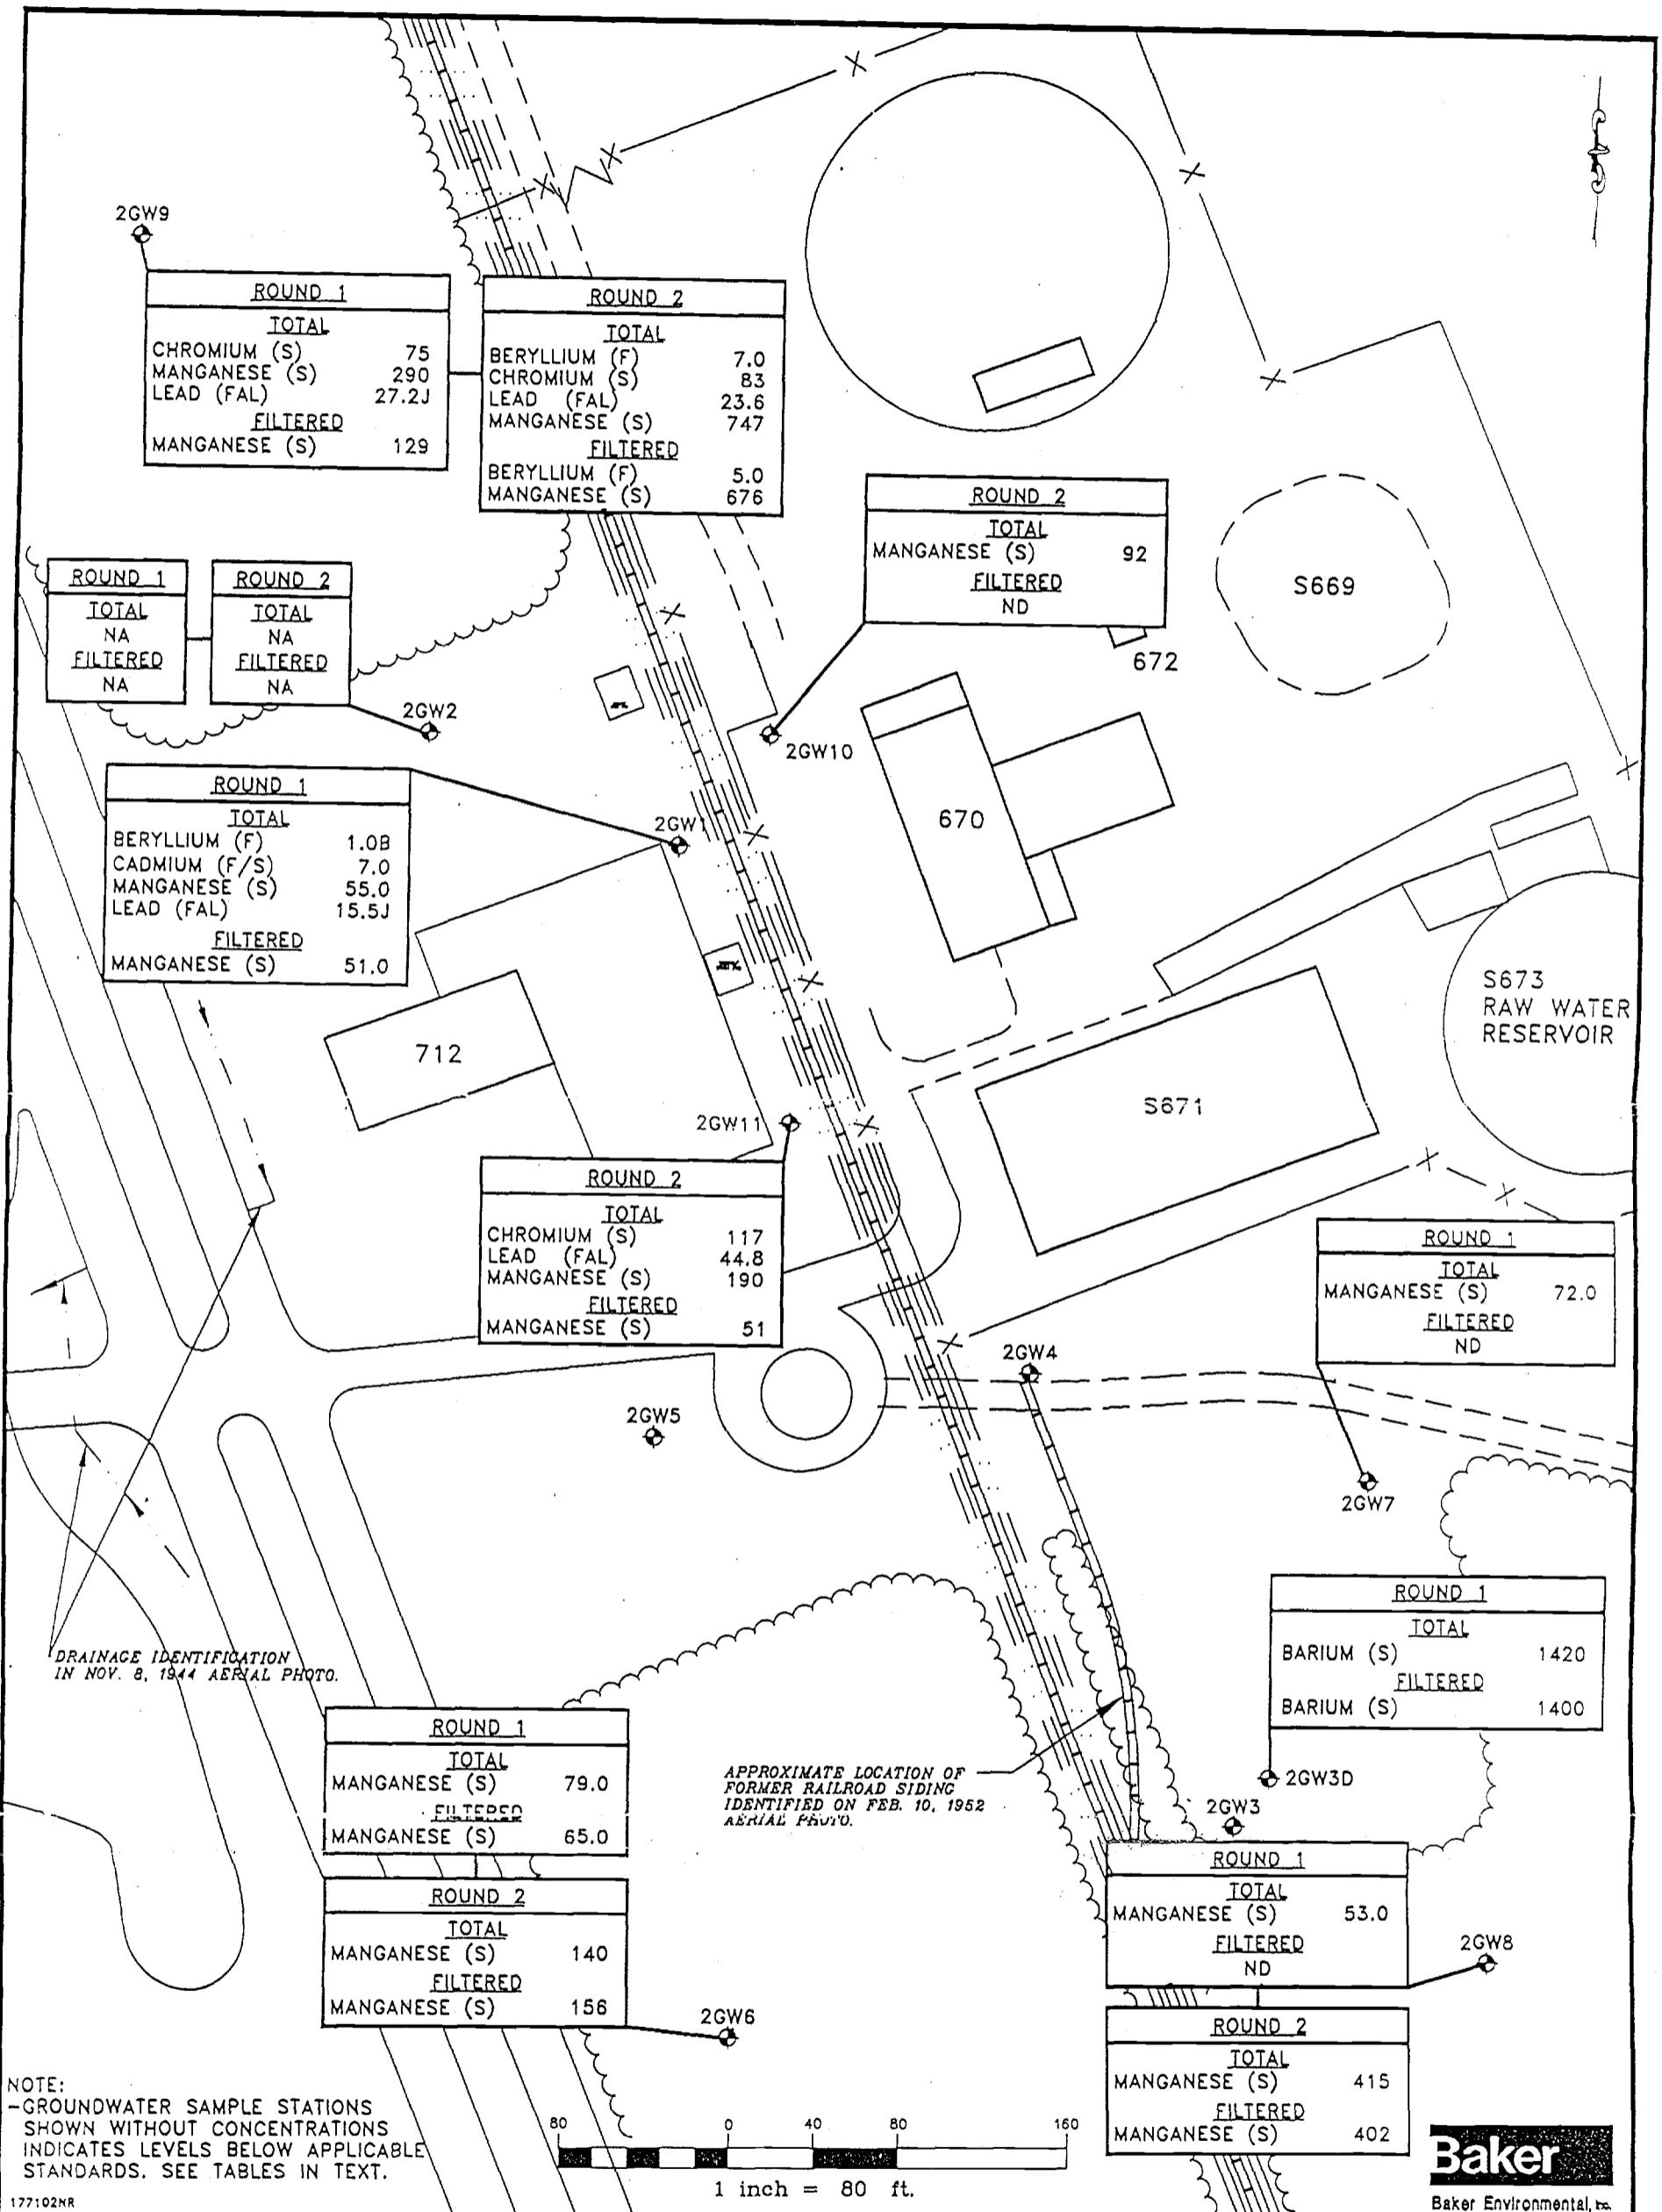 2GW9
ROUND 1
TOTAL
CHROMIUM (S) 75
MANGANESE (S) 290
LEAD (FAL) 27.2J
FILTERED
MANGANESE (S) 129
ROUND 2
TOTAL
BERYLLIUM (F) 7.0
CHROMIUM (S) 83
LEAD (FAL) 23.6
MANGANESE (S) 747
FILTERED
BERYLLIUM (F) 5.0
MANGANESE (S) 676
ROUND 2
TOTAL
MANGANESE (S) 92
FILTERED
ND
S669
672
ROUND 1
TOTAL
NA
FILTERED
NA
ROUND 2
TOTAL
NA
FILTERED
NA
2GW2
2GW10
ROUND 1
TOTAL
BERYLLIUM (F) 1.0B
CADMIUM (F/S) 7.0
MANGANESE (S) 55.0
LEAD (FAL) 15.5J
FILTERED
MANGANESE (S) 51.0
2GW1
670
S673
RAW WATER
RESERVOIR
712
S671
2GW11
ROUND 2
TOTAL
CHROMIUM (S) 117
LEAD (FAL) 44.8
MANGANESE (S) 190
FILTERED
MANGANESE (S) 51
ROUND 1
TOTAL
MANGANESE (S) 72.0
FILTERED
ND
2GW4
2GW5
2GW7
DRAINAGE IDENTIFICATION
IN NOV. 8, 1944 AERIAL PHOTO.
ROUND 1
TOTAL
BARIUM (S) 1420
FILTERED
BARIUM (S) 1400
2GW3D
ROUND 1
TOTAL
MANGANESE (S) 79.0
FILTERED
MANGANESE (S) 65.0
APPROXIMATE LOCATION OF
FORMER RAILROAD SIDING
IDENTIFIED ON FEB. 10, 1952
AERIAL PHOTO.
2GW3
ROUND 1
TOTAL
MANGANESE (S) 53.0
FILTERED
ND
2GW8
ROUND 2
TOTAL
MANGANESE (S) 140
FILTERED
MANGANESE (S) 156
2GW6
ROUND 2
TOTAL
MANGANESE (S) 415
FILTERED
MANGANESE (S) 402
NOTE:
-GROUNDWATER SAMPLE STATIONS
SHOWN WITHOUT CONCENTRATIONS
INDICATES LEVELS BELOW APPLICABLE
STANDARDS. SEE TABLES IN TEXT.
80 0 40 80 160
1 inch = 80 ft.
177102NR
Baker
Baker Environmental, Inc.